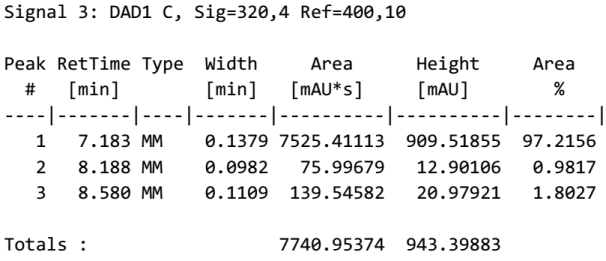 Signal 3: DAD1 C, Sig=320,4 Ref=400,10
Peak RetTime Type  Width     Area      Height     Area
  #   [min]        [min]   [mAU*s]     [mAU]        %
----|-------|----|-------|----------|----------|--------|
   1   7.183 MM    0.1379 7525.41113  909.51855  97.2156
   2   8.188 MM    0.0982   75.99679   12.90106   0.9817
   3   8.580 MM    0.1109  139.54582   20.97921   1.8027
Totals :                  7740.95374  943.39883